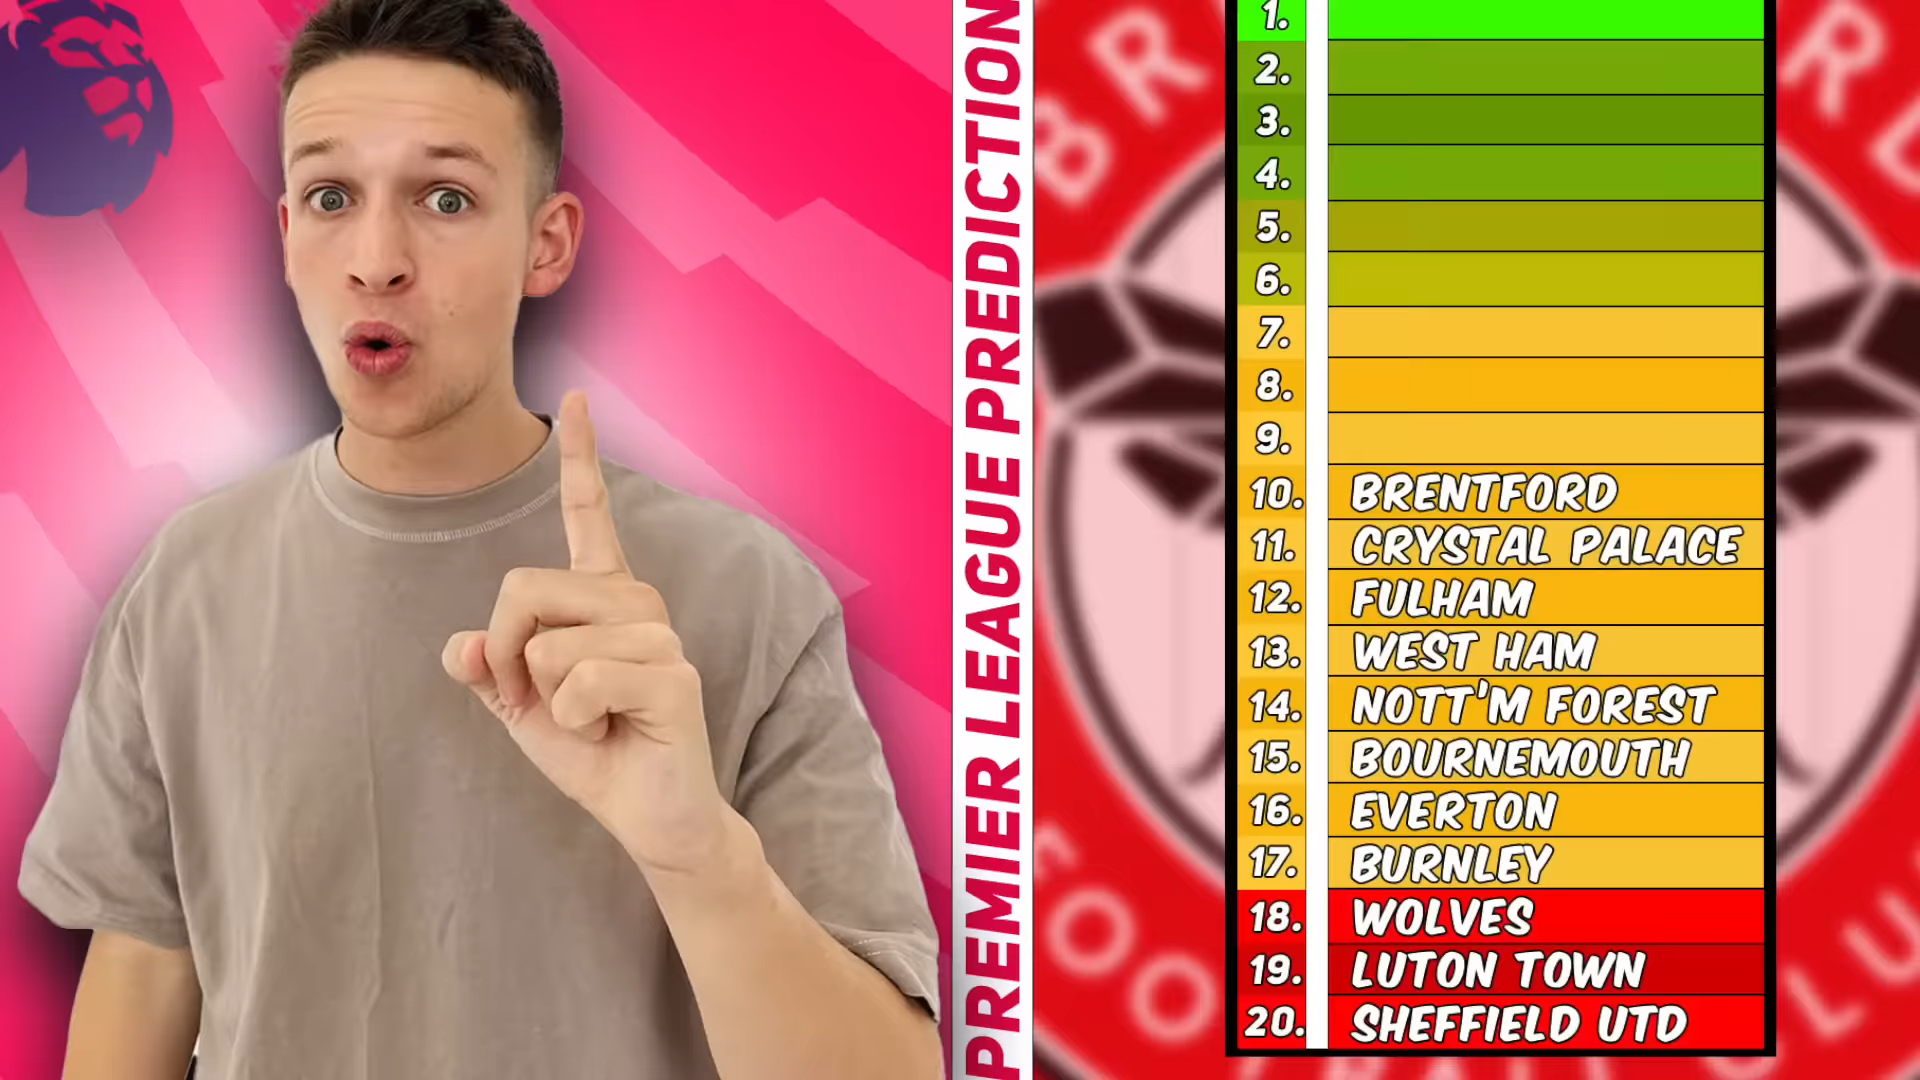 PREMIER LEAGUE PREDICTION
1.
2.
3.
4.
5.
6.
7.
8.
9.
10. BRENTFORD
11. CRYSTAL PALACE
12. FULHAM
13. WEST HAM
14. NOTT'M FOREST
15. BOURNEMOUTH
16. EVERTON
17. BURNLEY
18. WOLVES
19. LUTON TOWN
20. SHEFFIELD UTD